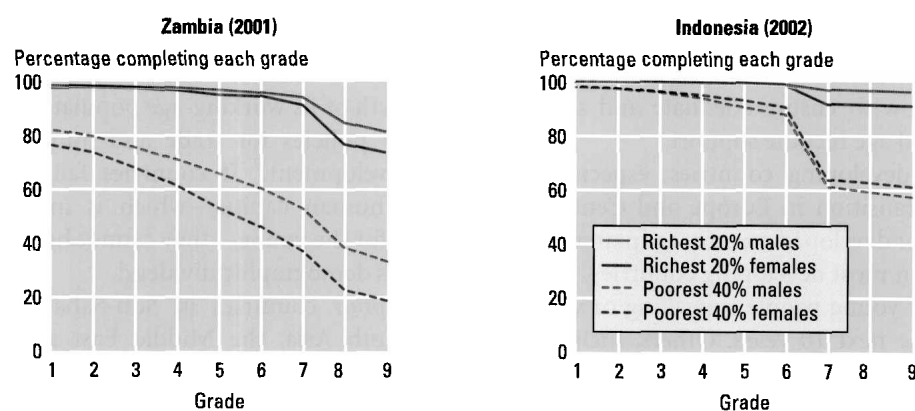 Zambia (2001)
Percentage completing each grade
100
80
60
40
20
0
1 2 3 4 5 6 7 8 9
Grade
Indonesia (2002)
Percentage completing each grade
100
80
60
40
20
0
Richest 20% males
Richest 20% females
Poorest 40% males
Poorest 40% females
1 2 3 4 5 6 7 8 9
Grade